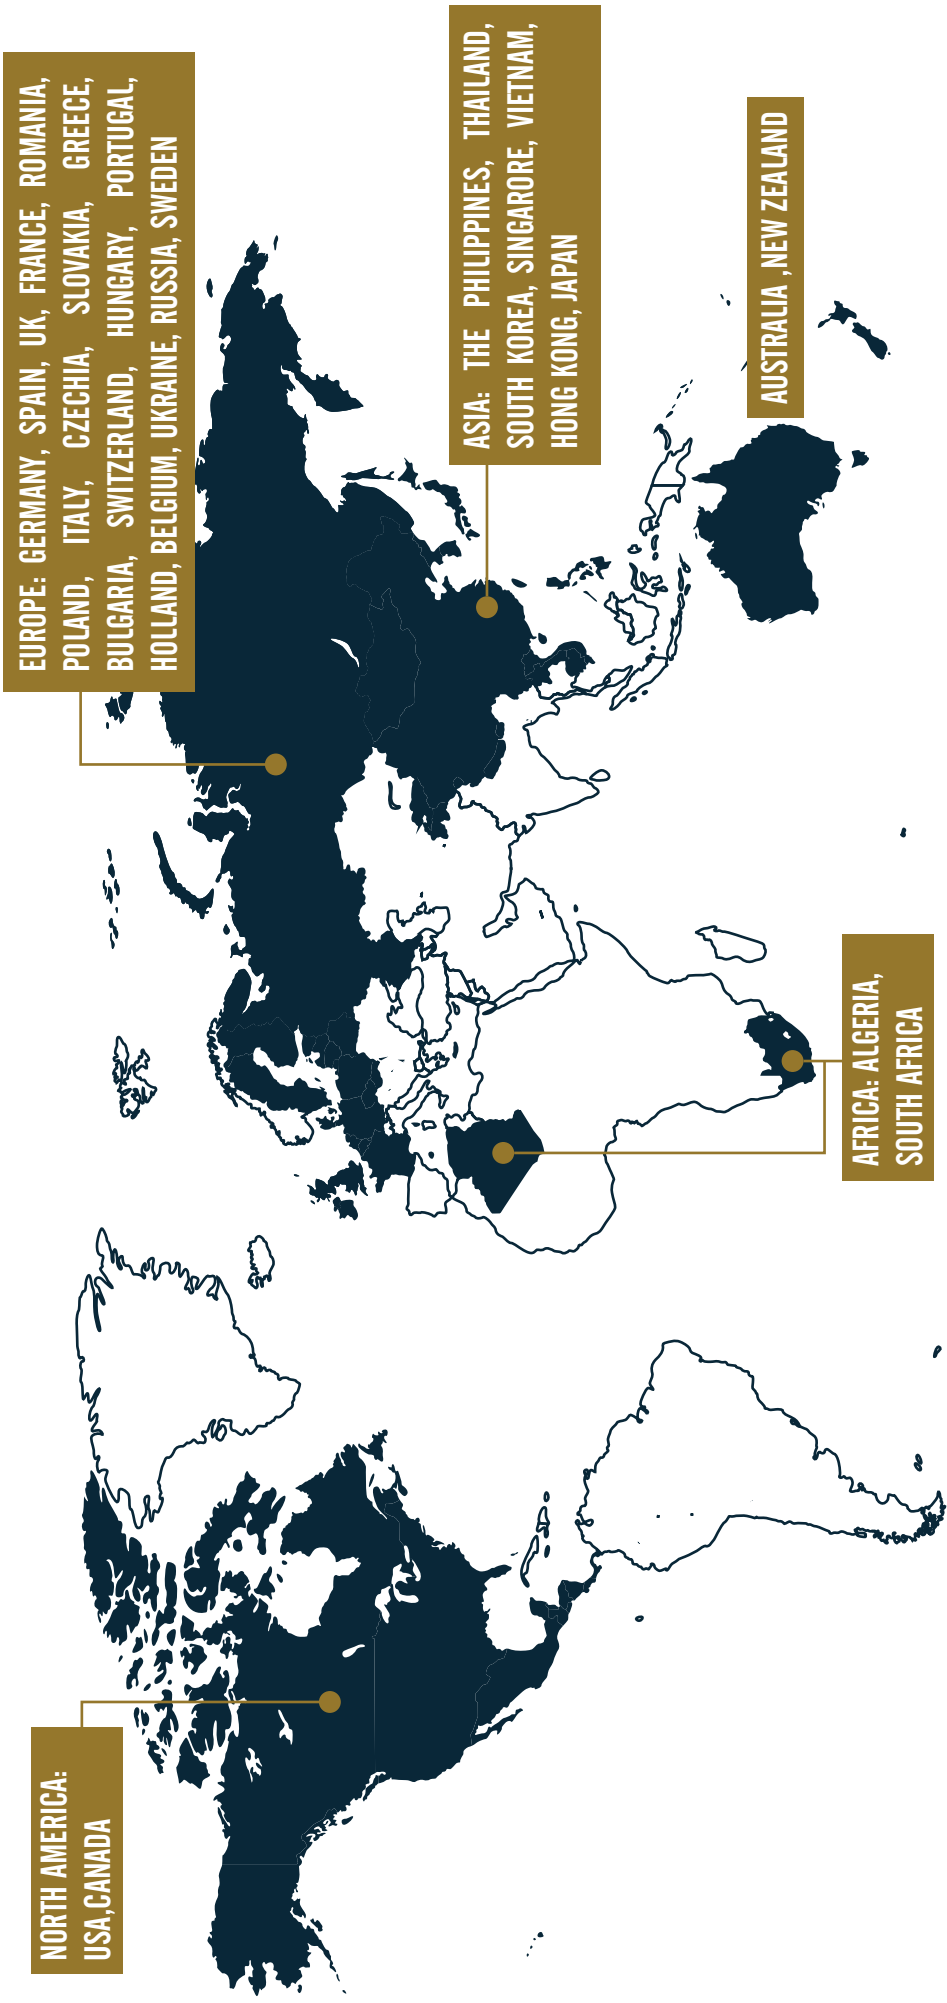 NORTH AMERICA:
USA,CANADA
EUROPE: GERMANY, SPAIN, UK, FRANCE, ROMANIA,
POLAND, ITALY, CZECHIA, SLOVAKIA, GREECE,
BULGARIA, SWITZERLAND, HUNGARY, PORTUGAL,
HOLLAND, BELGIUM, UKRAINE, RUSSIA, SWEDEN
ASIA: THE PHILIPPINES, THAILAND,
SOUTH KOREA, SINGARORE, VIETNAM,
HONG KONG, JAPAN
AUSTRALIA ,NEW ZEALAND
AFRICA: ALGERIA,
SOUTH AFRICA